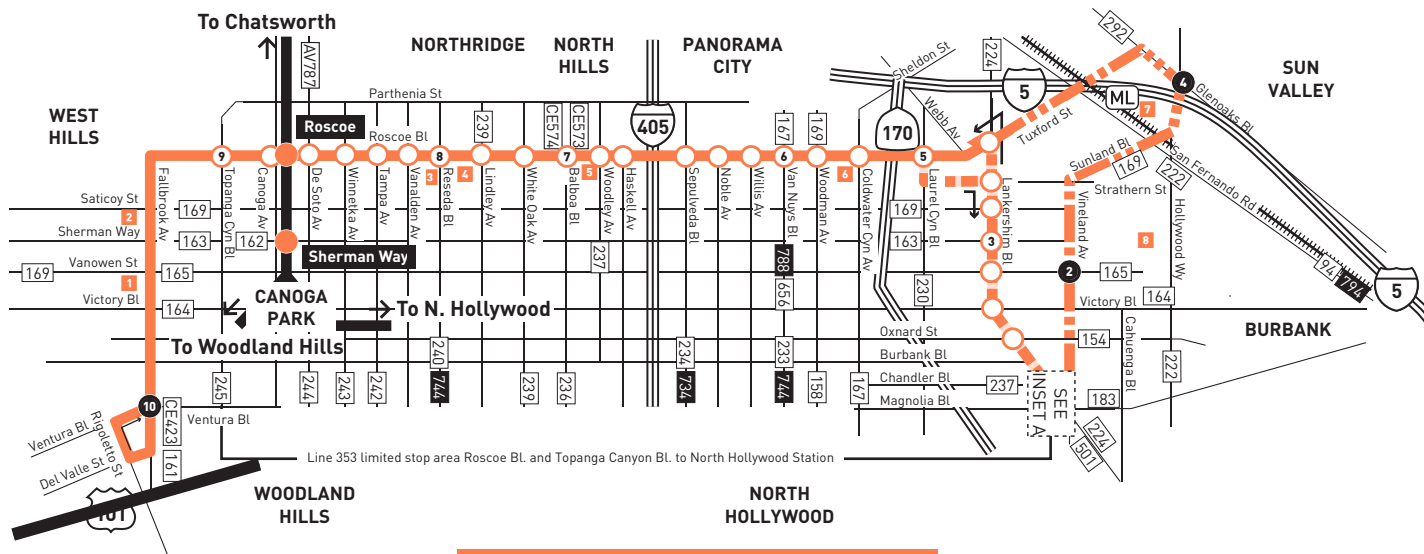 To Chatsworth
NORTHRIDGE
NORTH
HILLS
PANORAMA
CITY
SUN
VALLEY
WEST
HILLS
AV787
Parthenia St
CE574
CE573
405
167
169
170
Sheldon St
224
5
292
ML
4
Glenoaks Bl
7
Webb Av
Tuxford St
Roscoe
Roscoe Bl
239
9
8
7
6
5
3
4
5
6
Sunland Bl
169
222
San Fernando Rd
Strathern St
Fallbrook Av
Topanga Cyn Bl
Canoga Av
De Soto Av
Winnetka Av
Tampa Av
Vanalden Av
Reseda Bl
Lindley Av
White Oak Av
Balboa Bl
Woodley Av
Haskell Av
Sepulveda Bl
Noble Av
Willis Av
Van Nuys Bl
Woodman Av
Coldwater Cyn Av
Laurel Cyn Bl
Lankershim Bl
Vineland Av
Hollywood Wy
Saticoy St
2
169
169
Sherman Way
163
162
163
3
8
Sherman Way
Vanowen St
169
165
1
237
788
656
230
2
165
94
794
5
Victory Bl
164
CANOGA
PARK
To N. Hollywood
Victory Bl
164
Cahuenga Bl
BURBANK
To Woodland Hills
Oxnard St
154
Burbank Bl
240
744
234
734
233
744
222
245
244
243
242
239
236
158
167
Chandler Bl
237
SEE
INSET A
183
Magnolia Bl
10
CE423
161
Ventura Bl
Ventura Bl
Rigoletto St
Del Valle St
224
501
Line 353 limited stop area Roscoe Bl. and Topanga Canyon Bl. to North Hollywood Station
101
WOODLAND
HILLS
NORTH
HOLLYWOOD